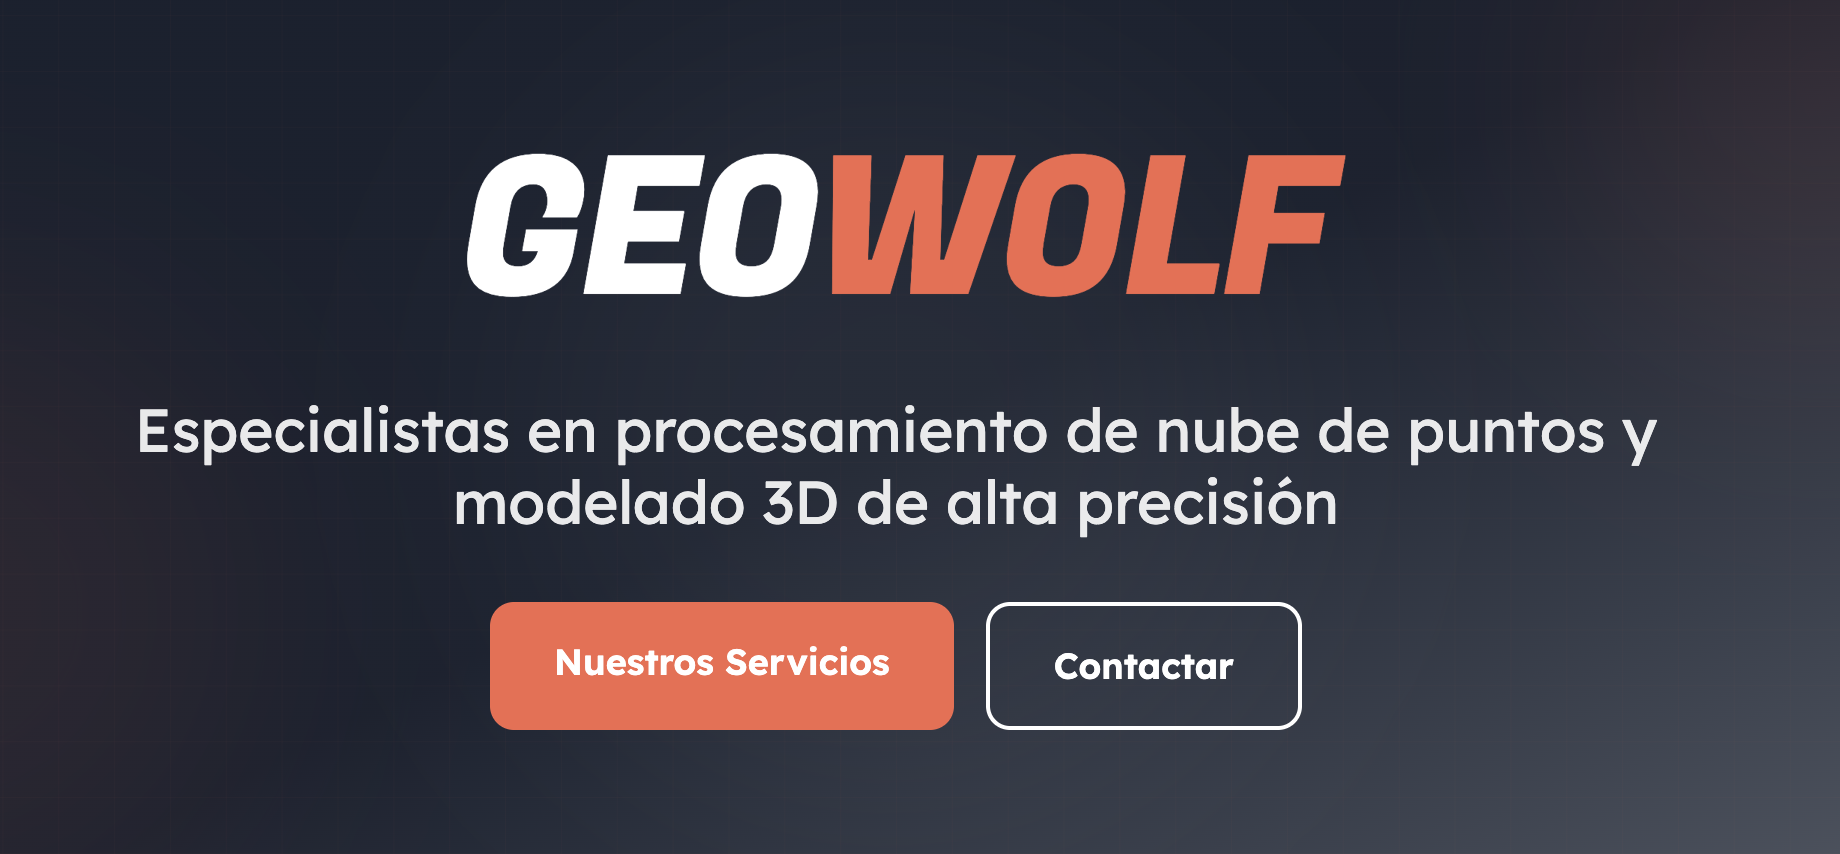 GEOWOLF
Especialistas en procesamiento de nube de puntos y
modelado 3D de alta precisión
Nuestros Servicios
Contactar